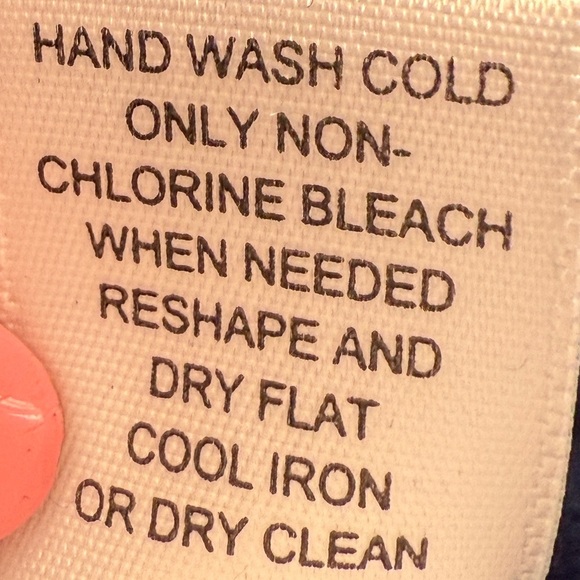 HAND WASH COLD
ONLY NON-
CHLORINE BLEACH
WHEN NEEDED
RESHAPE AND
DRY FLAT
COOL IRON
OR DRY CLEAN